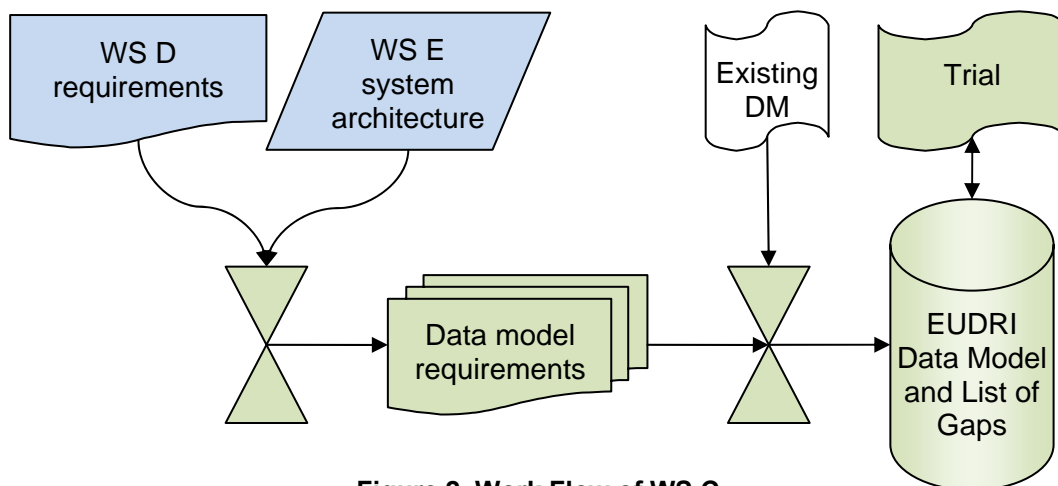 WS D
requirements
WS E
system
architecture
Existing
DM
Trial
Data model
requirements
EUDRI
Data Model
and List of
Gaps